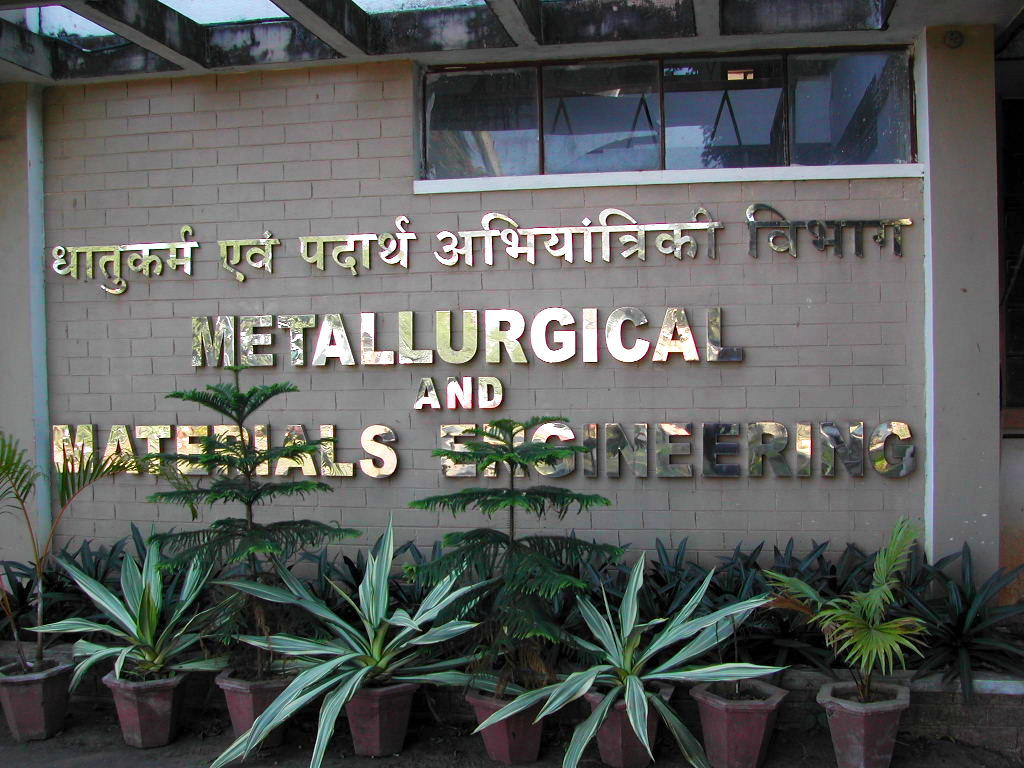 धातुकर्म एवं पदार्थ अभियांत्रिकी विभाग
METALLURGICAL
AND
MATERIALS ENGINEERING